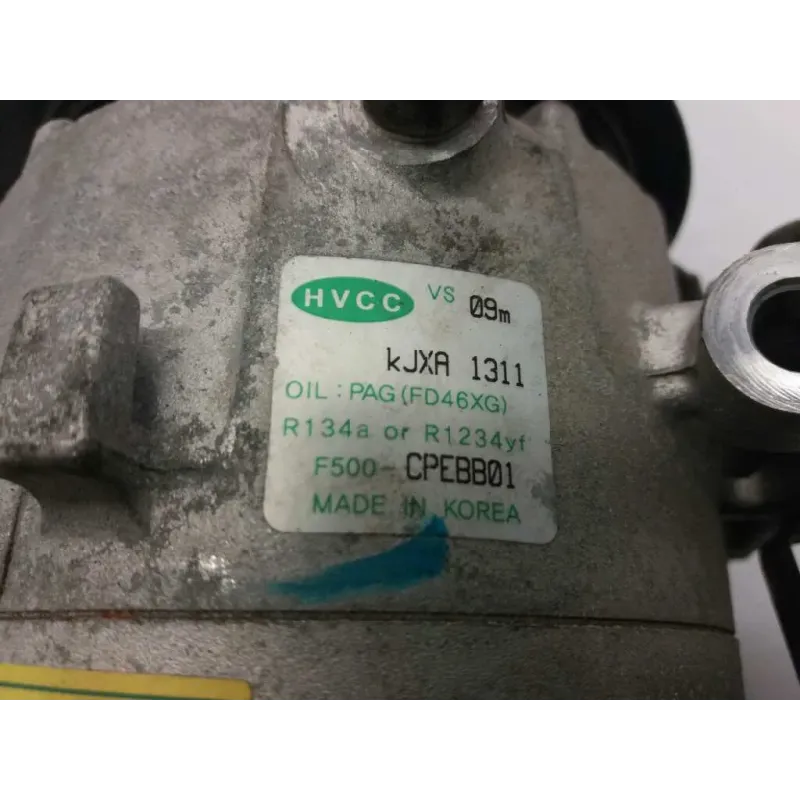 HVCC VS 09m
kJXA 1311
OIL : PAG (FD46XG)
R134a or R1234yf
F500-CPEBB01
MADE IN KOREA